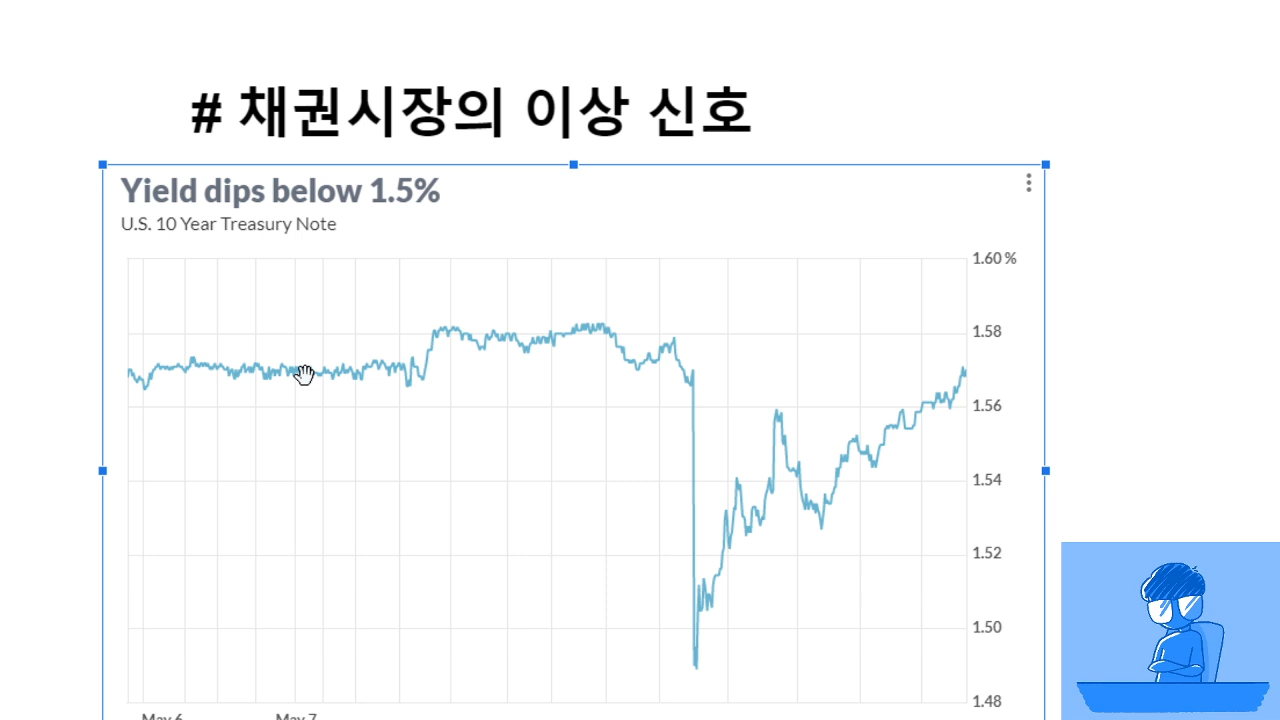 # 채권시장의 이상 신호
Yield dips below 1.5%
U.S. 10 Year Treasury Note
1.60 %
1.58
1.56
1.54
1.52
1.50
1.48
May 6 May 7